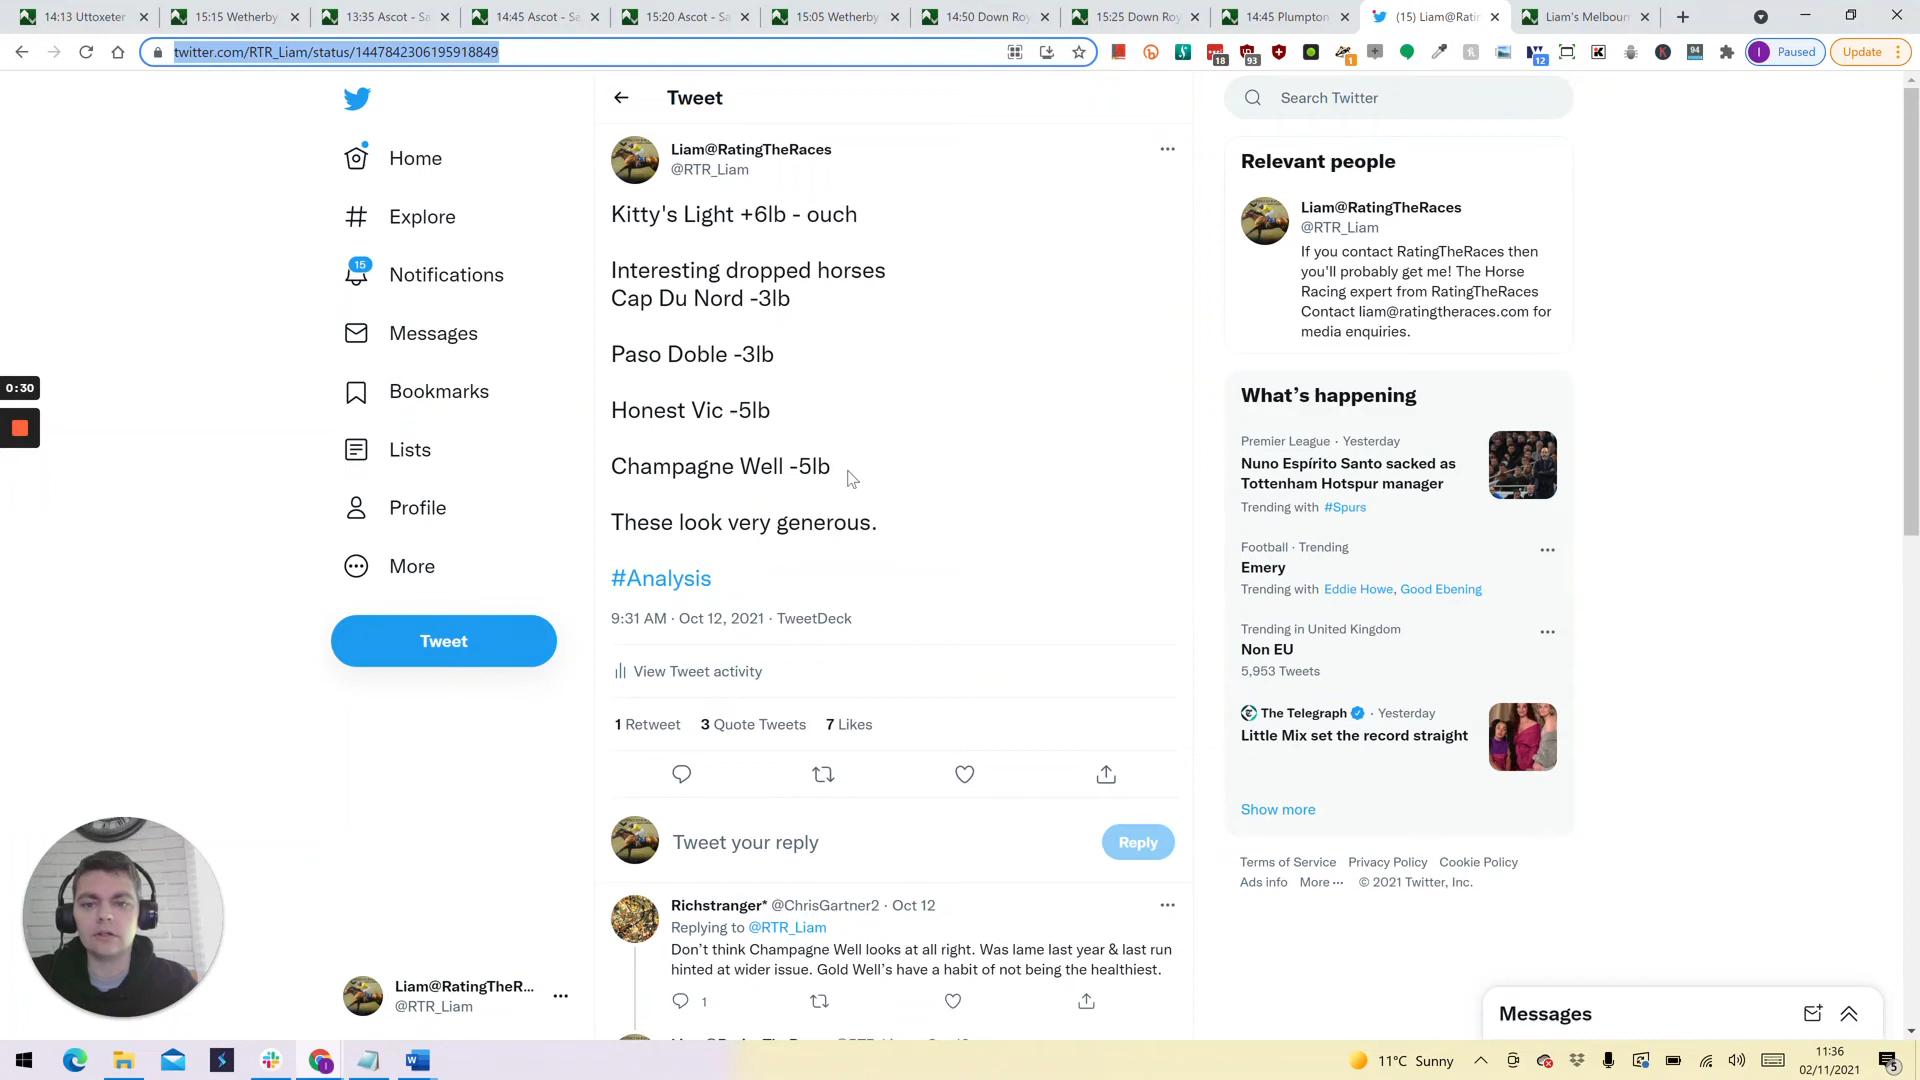 14:13 Uttoxeter
15:15 Wetherby
13:35 Ascot - Sa
14:45 Ascot - Sa
15:20 Ascot - Sa
15:05 Wetherby
14:50 Down Roy
15:25 Down Roy
14:45 Plumpton
(15) Liam@Ratin
Liam's Melbourn
twitter.com/RTR_Liam/status/1447842306195918849
18
93
1
12
94
I
Paused
Update
Home
Explore
15
Notifications
Messages
Bookmarks
Lists
Profile
More
Tweet
0:30
Liam@RatingTheR...
@RTR_Liam
Tweet
Liam@RatingTheRaces
@RTR_Liam
Kitty's Light +6lb - ouch
Interesting dropped horses
Cap Du Nord -3lb
Paso Doble -3lb
Honest Vic -5lb
Champagne Well -5lb
These look very generous.
#Analysis
9:31 AM · Oct 12, 2021 · TweetDeck
View Tweet activity
1 Retweet 3 Quote Tweets 7 Likes
Tweet your reply
Reply
Richstranger* @ChrisGartner2 · Oct 12
Replying to @RTR_Liam
Don't think Champagne Well looks at all right. Was lame last year & last run
hinted at wider issue. Gold Well's have a habit of not being the healthiest.
1
Search Twitter
Relevant people
Liam@RatingTheRaces
@RTR_Liam
If you contact RatingTheRaces then
you'll probably get me! The Horse
Racing expert from RatingTheRaces
Contact liam@ratingtheraces.com for
media enquiries.
What's happening
Premier League · Yesterday
Nuno Espírito Santo sacked as
Tottenham Hotspur manager
Trending with #Spurs
Football · Trending
Emery
Trending with Eddie Howe, Good Ebening
Trending in United Kingdom
Non EU
5,953 Tweets
The Telegraph · Yesterday
Little Mix set the record straight
Show more
Terms of Service Privacy Policy Cookie Policy
Ads info More ··· © 2021 Twitter, Inc.
Messages
11°C Sunny
11:36
02/11/2021
5